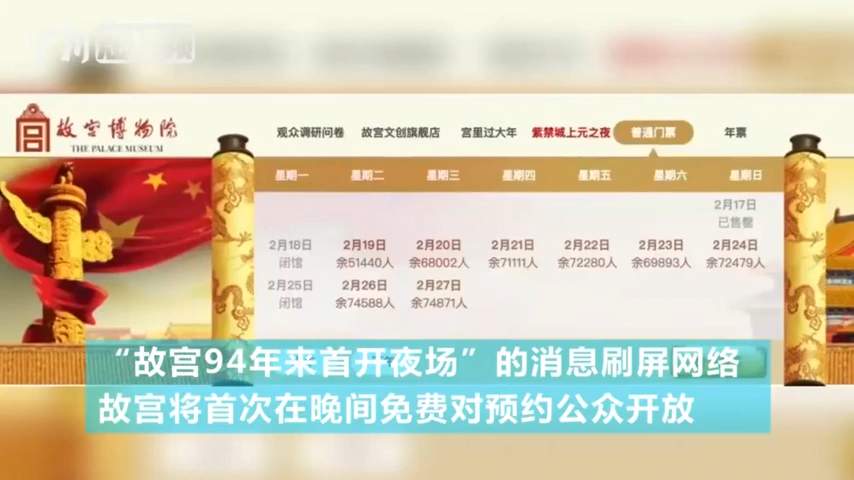 故宫博物院
THE PALACE MUSEUM
观众调研问卷 故宫文创旗舰店 宫里过大年 紫禁城上元之夜 普通门票 年票
星期一 星期二 星期三 星期四 星期五 星期六 星期日
2月17日
已售罄
2月18日 2月19日 2月20日 2月21日 2月22日 2月23日 2月24日
闭馆 余51440人 余68002人 余71111人 余72280人 余69893人 余72479人
2月25日 2月26日 2月27日
闭馆 余74588人 余74871人
“故宫94年来首开夜场”的消息刷屏网络
故宫将首次在晚间免费对预约公众开放